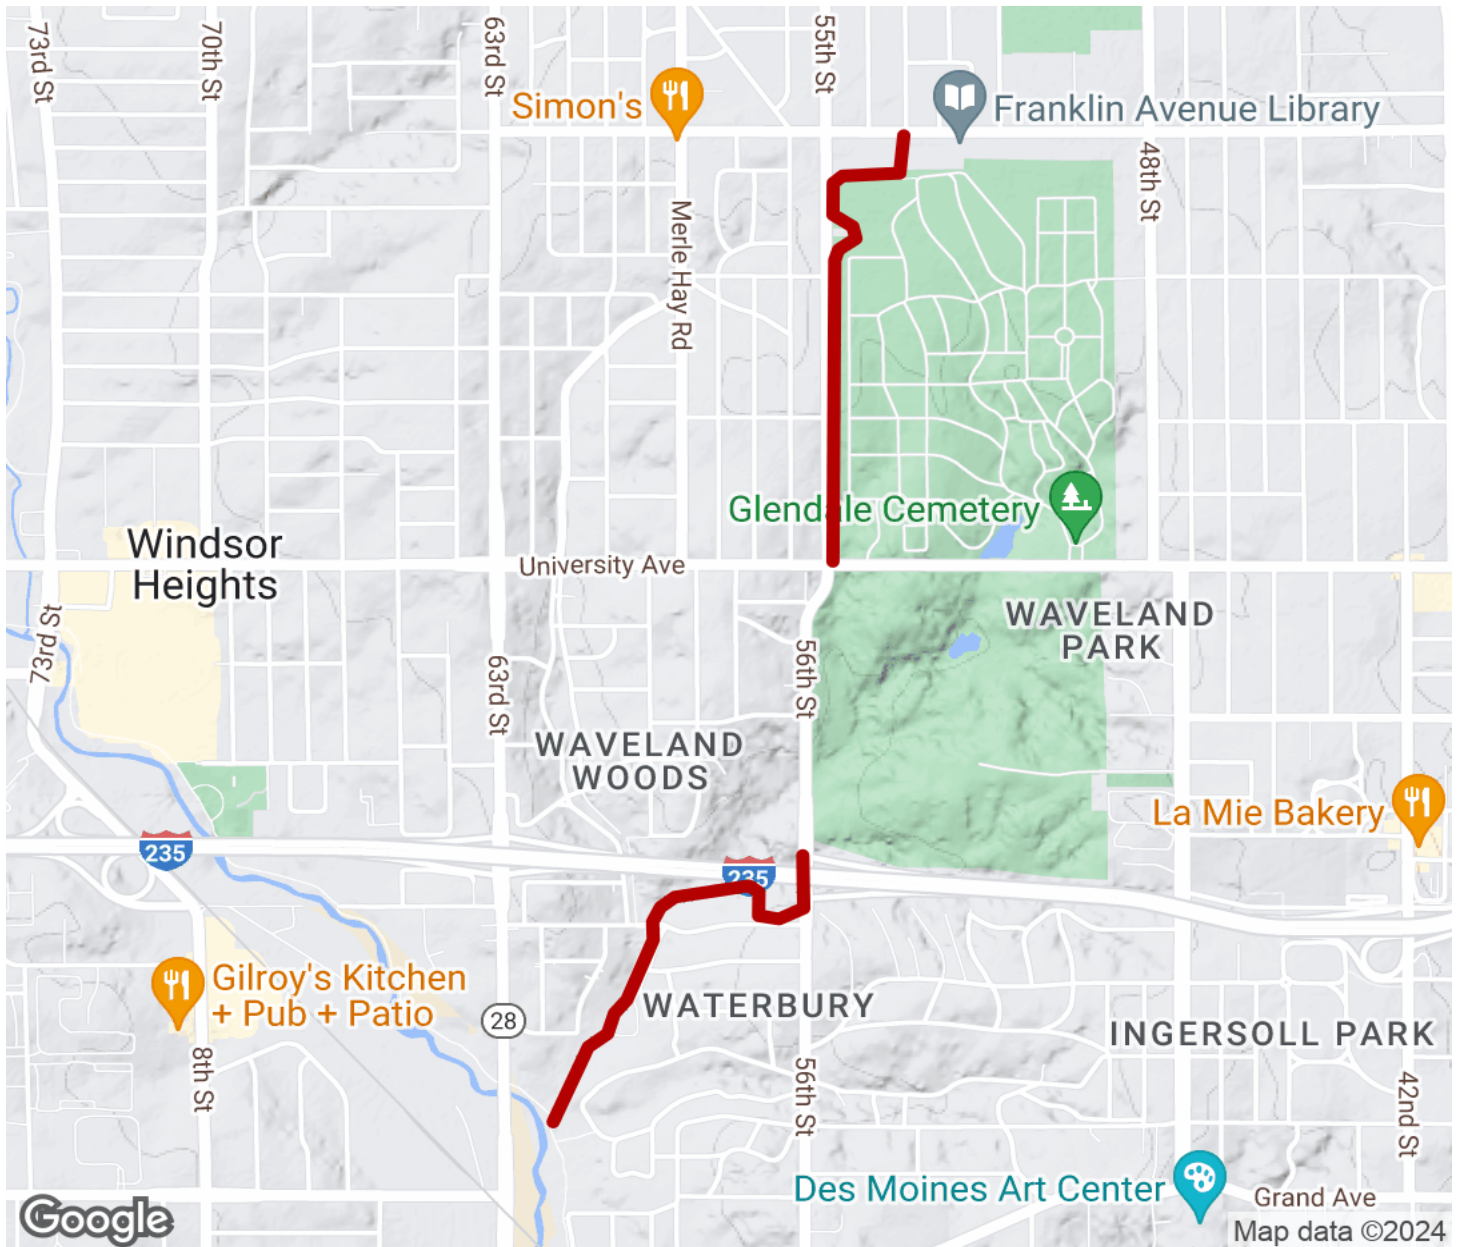 73rd St
70th St
63rd St
55th St
Simon's
Franklin Avenue Library
48th St
Merle Hay Rd
Glendale Cemetery
Windsor
Heights
University Ave
73rd St
63rd St
56th St
WAVELAND
PARK
WAVELAND
WOODS
La Mie Bakery
235
235
Gilroy's Kitchen
+ Pub + Patio
28
WATERBURY
INGERSOLL PARK
8th St
56th St
42nd St
Des Moines Art Center
Grand Ave
Google
Map data ©2024